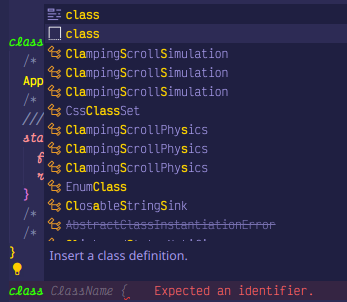 class
class
class
ClampingScrollSimulation
/*
ClampingScrollSimulation
App
ClampingScrollSimulation
/*
CssClassSet
///
ClampingScrollPhysics
sta
ClampingScrollPhysics
f
ClampingScrollPhysics
r
EnumClass
}
ClosableStringSink
/*
AbstractClassInstantiationError
/*
}
Insert a class definition.
class ClassName { Expected an identifier.